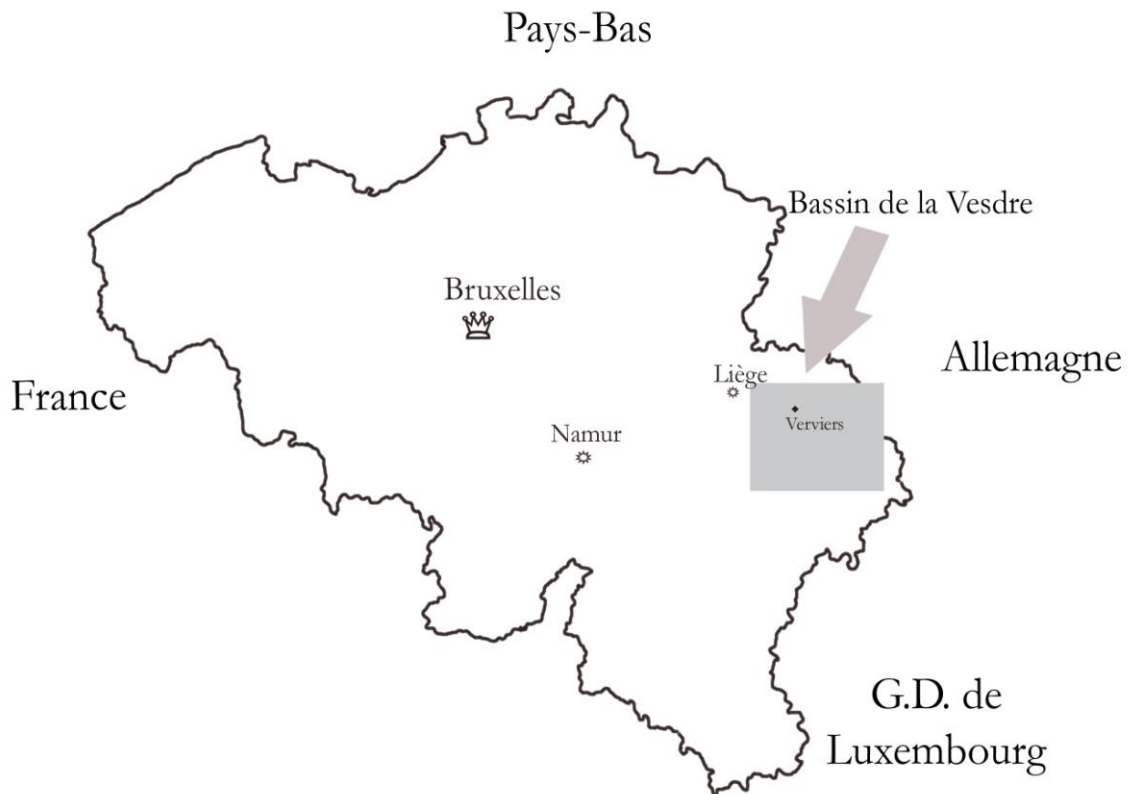 Pays-Bas
Bassin de la Vesdre
Bruxelles
Allemagne
Liège
France
Verviers
Namur
G.D. de
Luxembourg